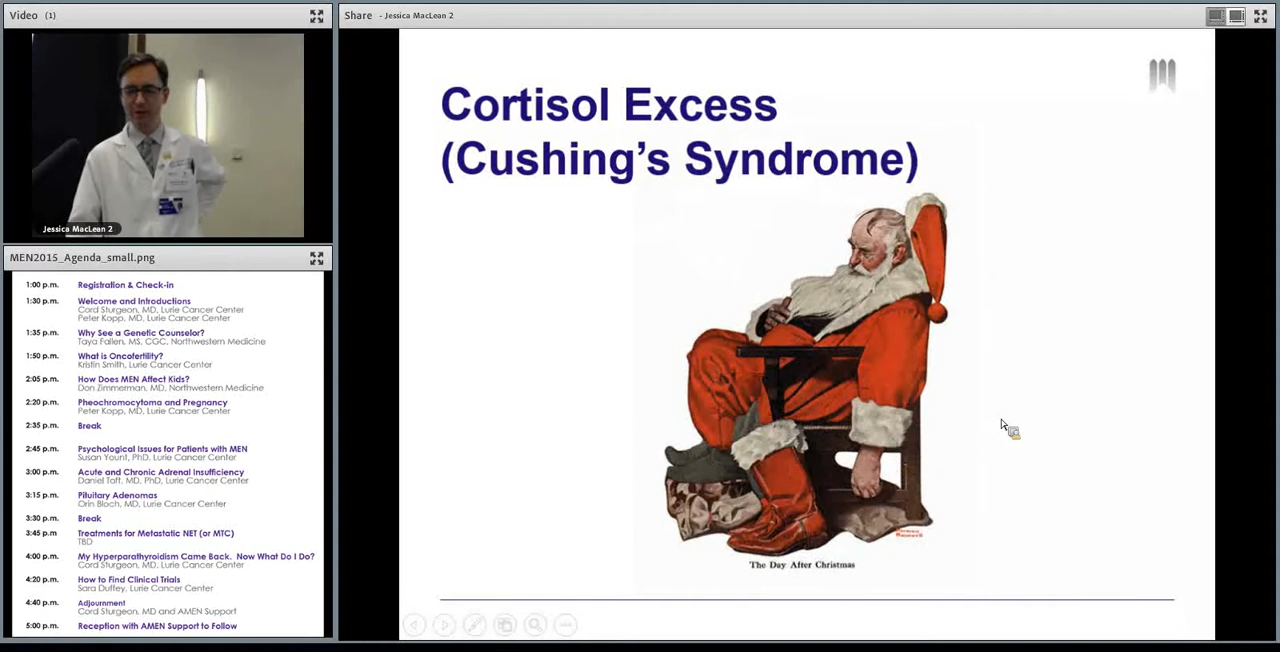 Video (1)
Jessica MacLean 2
MEN2015_Agenda_small.png
1:00 p.m. Registration & Check-in
1:30 p.m. Welcome and Introductions
Cord Sturgeon, MD, Lurie Cancer Center
Peter Kopp, MD, Lurie Cancer Center
1:35 p.m. Why See a Genetic Counselor?
Taya Fallen, MS, CGC, Northwestern Medicine
1:50 p.m. What is Oncofertility?
Kristin Smith, Lurie Cancer Center
2:05 p.m. How Does MEN Affect Kids?
Don Zimmerman, MD, Northwestern Medicine
2:20 p.m. Pheochromocytoma and Pregnancy
Peter Kopp, MD, Lurie Cancer Center
2:35 p.m. Break
2:45 p.m. Psychological Issues for Patients with MEN
Susan Yount, PhD, Lurie Cancer Center
3:00 p.m. Acute and Chronic Adrenal Insufficiency
Daniel Toft, MD, PhD, Lurie Cancer Center
3:15 p.m. Pituitary Adenomas
Orin Bloch, MD, Lurie Cancer Center
3:30 p.m. Break
3:45 p.m Treatments for Metastatic NET (or MTC)
TBD
4:00 p.m. My Hyperparathyroidism Came Back. Now What Do I Do?
Cord Sturgeon, MD, Lurie Cancer Center
4:20 p.m. How to Find Clinical Trials
Sara Duffey, Lurie Cancer Center
4:40 p.m. Adjournment
Cord Sturgeon, MD and AMEN Support
5:00 p.m. Reception with AMEN Support to Follow
Share - Jessica MacLean 2
Cortisol Excess
(Cushing's Syndrome)
The Day After Christmas